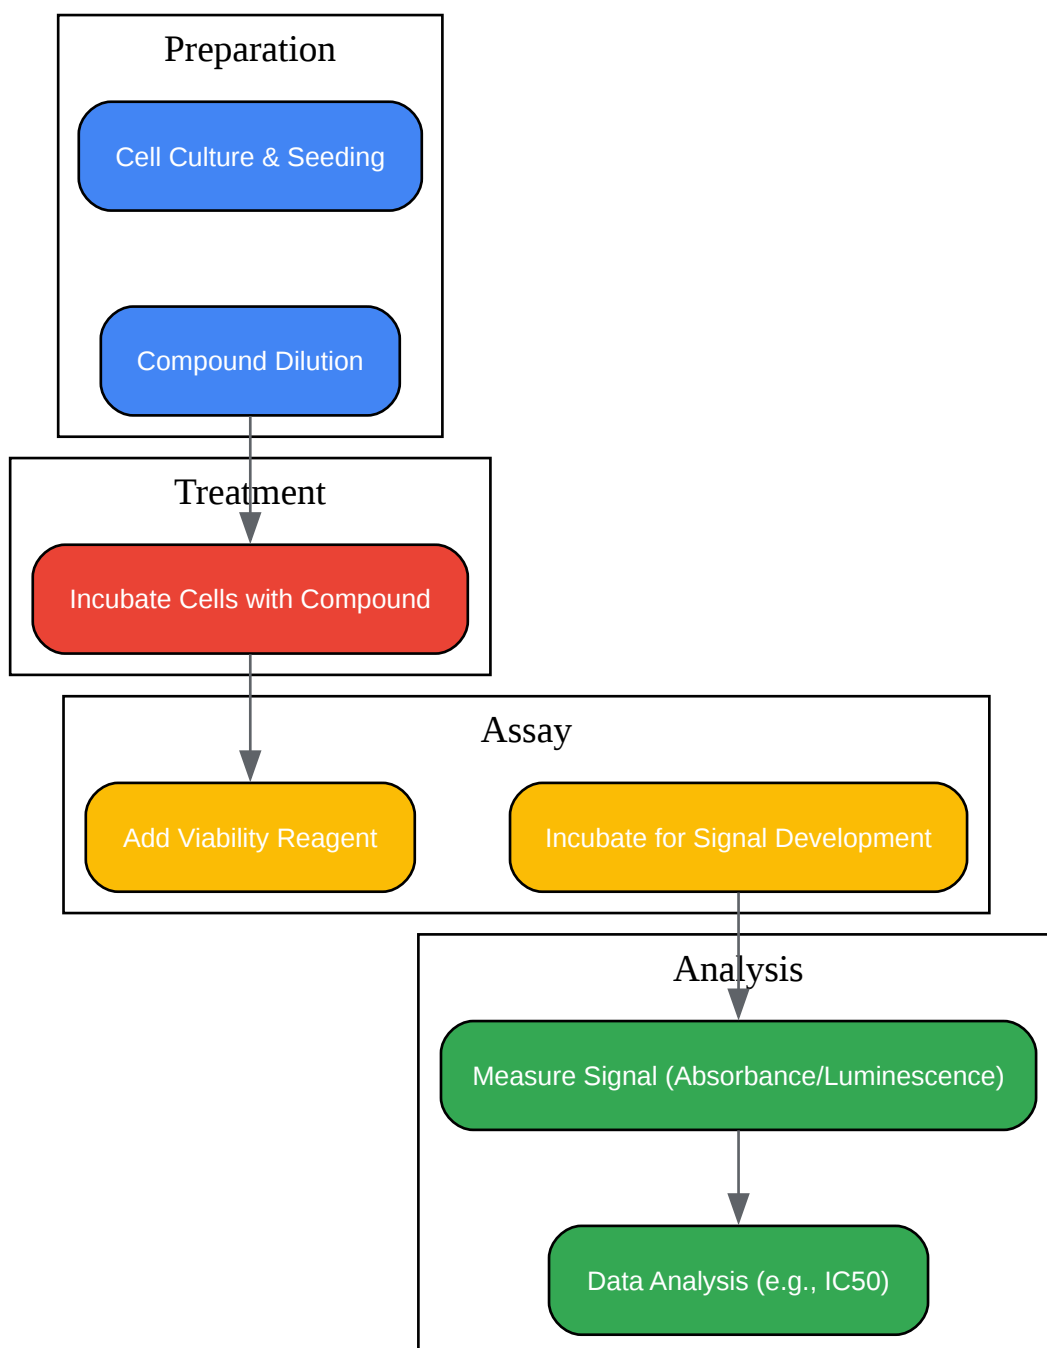 Preparation
Cell Culture & Seeding
Compound Dilution
Treatment
Incubate Cells with Compound
Assay
Add Viability Reagent
Incubate for Signal Development
Analysis
Measure Signal (Absorbance/Luminescence)
Data Analysis (e.g., IC50)